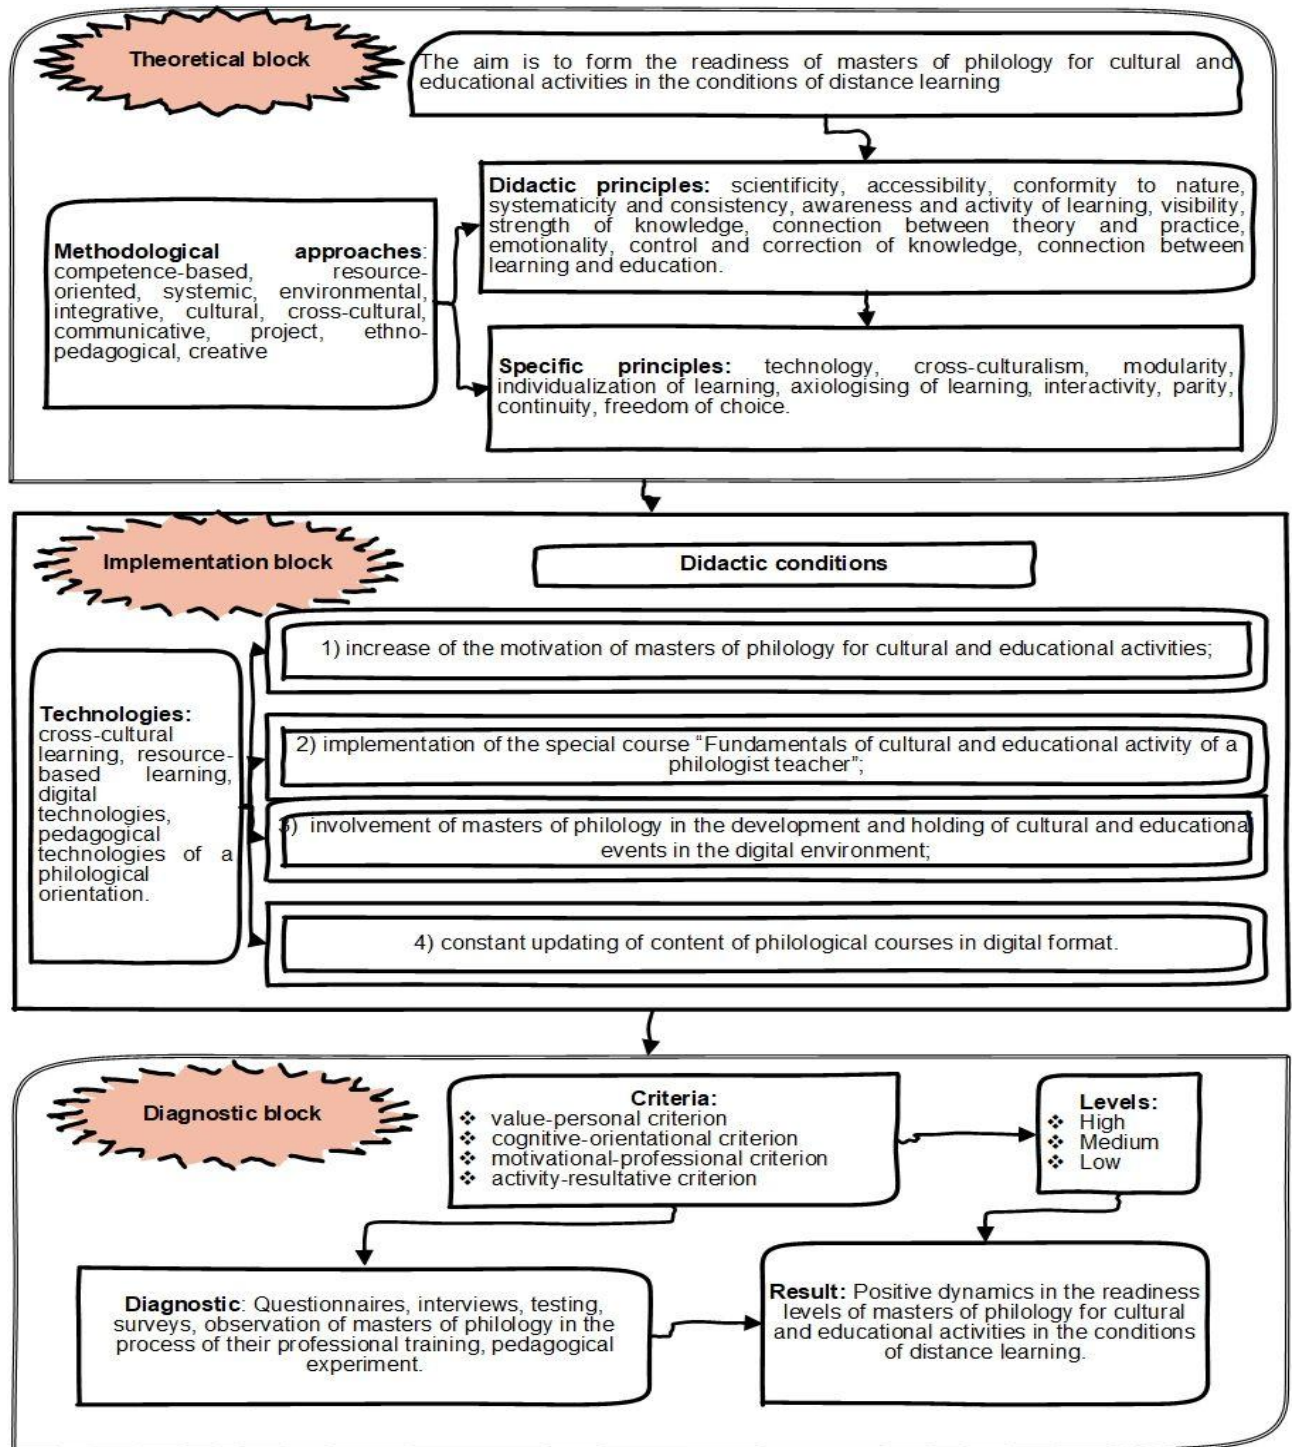 Theoretical block
The aim is to form the readiness of masters of philology for cultural and
educational activities in the conditions of distance learning
Didactic principles: scientificity, accessibility, conformity to nature,
systematicity and consistency, awareness and activity of learning, visibility,
strength of knowledge, connection between theory and practice,
emotionality, control and correction of knowledge, connection between
learning and education.
Methodological approaches:
competence-based, resource-
oriented, systemic, environmental,
integrative, cultural, cross-cultural,
communicative, project, ethno-
pedagogical, creative
Specific principles: technology, cross-culturalism, modularity,
individualization of learning, axiologising of learning, interactivity, parity,
continuity, freedom of choice.
Implementation block
Didactic conditions
Technologies:
cross-cultural
learning, resource-
based learning,
digital
technologies,
pedagogical
technologies of a
philological
orientation.
1) increase of the motivation of masters of philology for cultural and educational activities;
2) implementation of the special course "Fundamentals of cultural and educational activity of a
philologist teacher";
3) involvement of masters of philology in the development and holding of cultural and educationa
events in the digital environment;
4) constant updating of content of philological courses in digital format.
Diagnostic block
Criteria:
❖ value-personal criterion
❖ cognitive-orientational criterion
❖ motivational-professional criterion
❖ activity-resultative criterion
Levels:
❖ High
❖ Medium
❖ Low
Diagnostic: Questionnaires, interviews, testing,
surveys, observation of masters of philology in the
process of their professional training, pedagogical
experiment.
Result: Positive dynamics in the readiness
levels of masters of philology for cultural
and educational activities in the conditions
of distance learning.